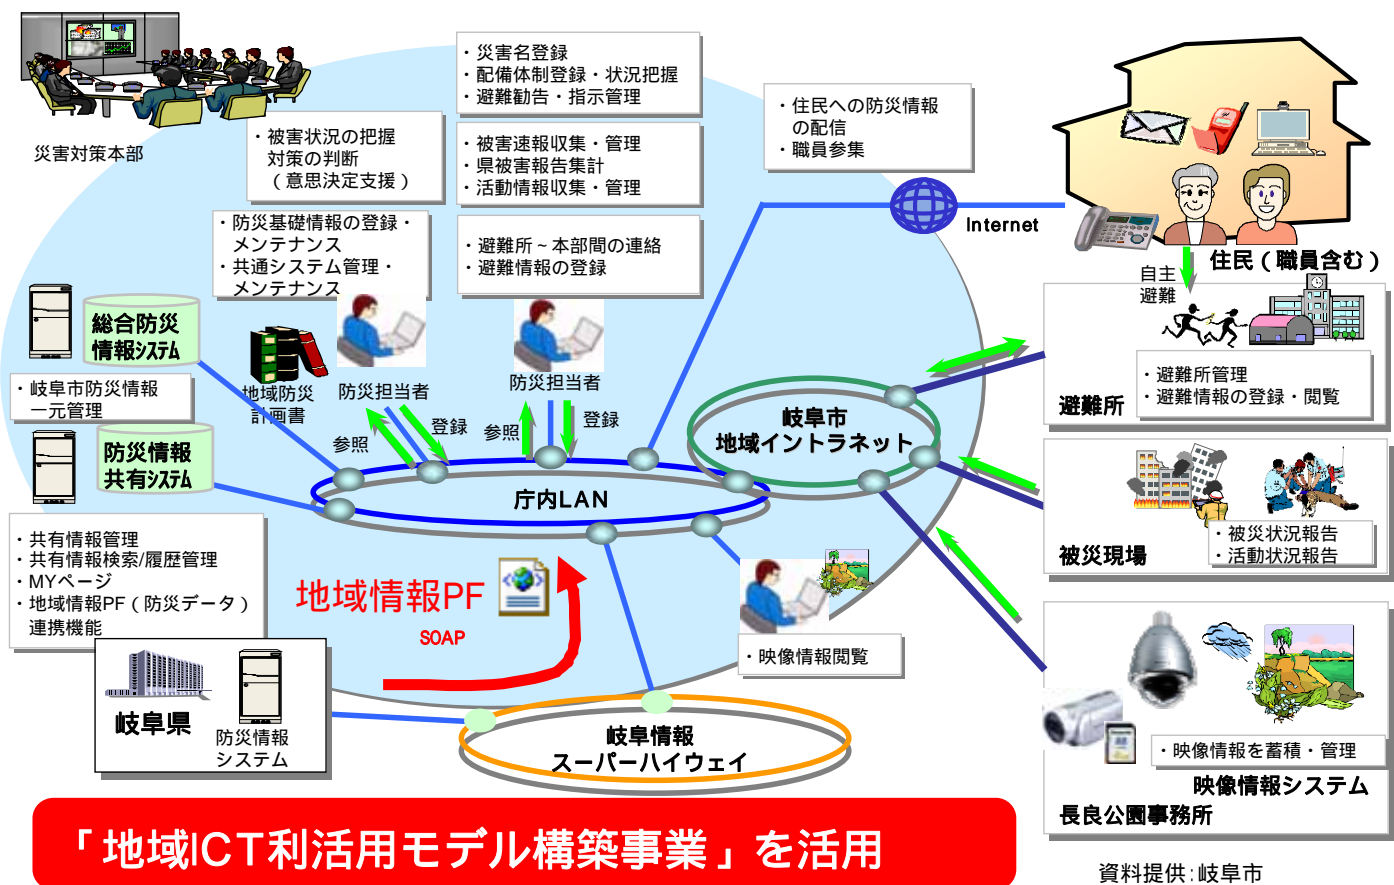 災害対策本部
・被害状況の把握
対策の判断
（意思決定支援）
・災害名登録
・配備体制登録・状況把握
・避難勧告・指示管理
・被害速報収集・管理
・県被害報告集計
・活動情報収集・管理
・避難所～本部間の連絡
・避難情報の登録
・防災基礎情報の登録・
メンテナンス
・共通システム管理・
メンテナンス
・住民への防災情報
の配信
・職員参集
Internet
住民（職員含む）
自主
避難
・避難所管理
・避難情報の登録・閲覧
避難所
総合防災
情報システム
・岐阜市防災情報
一元管理
地域防災
計画書
防災担当者
参照
登録
防災担当者
参照
登録
岐阜市
地域イントラネット
防災情報
共有システム
庁内LAN
・被災状況報告
・活動状況報告
被災現場
・共有情報管理
・共有情報検索/履歴管理
・MYページ
・地域情報PF（防災データ）
連携機能
地域情報PF
SOAP
・映像情報閲覧
岐阜県
防災情報
システム
岐阜情報
スーパーハイウェイ
・映像情報を蓄積・管理
映像情報システム
長良公園事務所
「地域ICT利活用モデル構築事業」を活用
資料提供：岐阜市